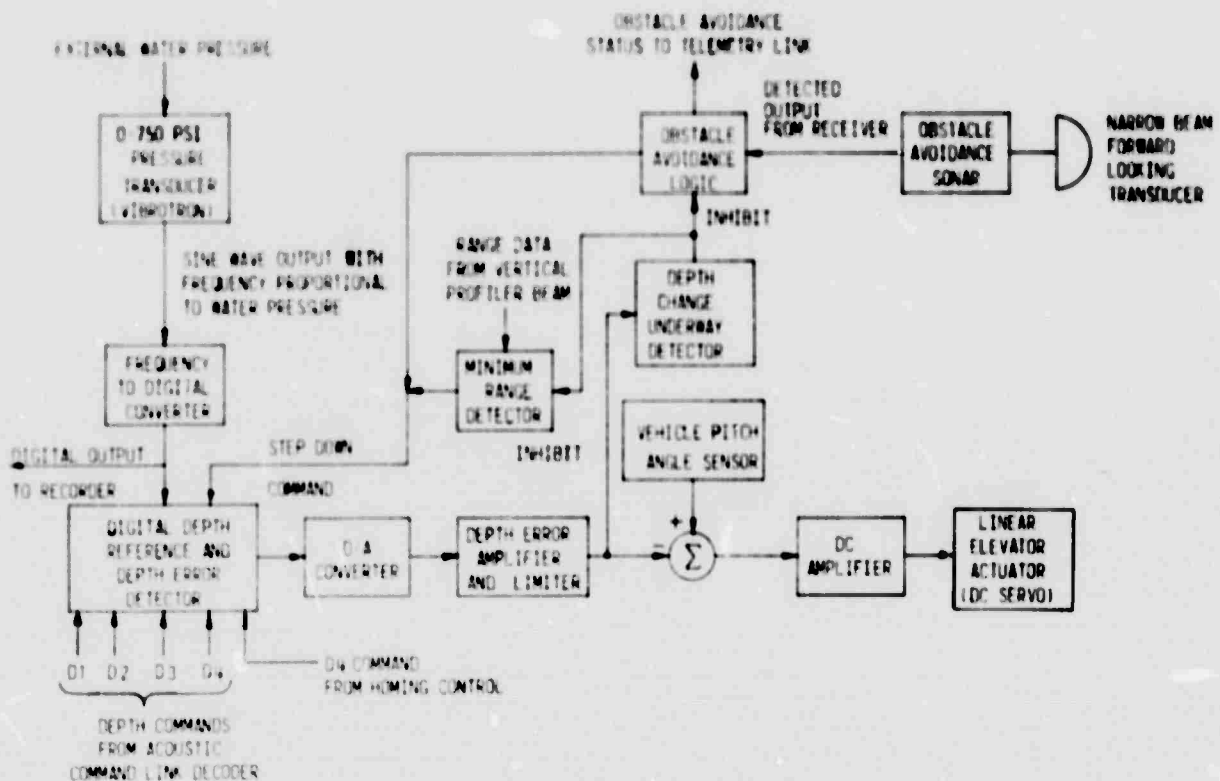 OBSTACLE AVOIDANCE
STATUS TO TELEMETRY LINK
EXTERNAL WATER PRESSURE
0-750 PSI
PRESSURE
TRANSDUCER
(VIBROTRON)
DETECTED
OUTPUT
FROM RECEIVER
OBSTACLE
AVOIDANCE
LOGIC
OBSTACLE
AVOIDANCE
SONAR
NARROW BEAM
FORWARD
LOOKING
TRANSDUCER
INHIBIT
SINE WAVE OUTPUT WITH
FREQUENCY PROPORTIONAL
TO WATER PRESSURE
RANGE DATA
FROM VERTICAL
PROFILER BEAM
DEPTH
CHANGE
UNDERWAY
DETECTOR
FREQUENCY
TO DIGITAL
CONVERTER
MINIMUM
RANGE
DETECTOR
INHIBIT
VEHICLE PITCH
ANGLE SENSOR
DIGITAL OUTPUT
TO RECORDER
STEP DOWN
COMMAND
DIGITAL DEPTH
REFERENCE AND
DEPTH ERROR
DETECTOR
D-A
CONVERTER
DEPTH ERROR
AMPLIFIER
AND LIMITER
+
-
Σ
DC
AMPLIFIER
LINEAR
ELEVATOR
ACTUATOR
(DC SERVO)
D1 D2 D3 D4
D4 COMMAND
FROM HOMING CONTROL
DEPTH COMMANDS
FROM ACOUSTIC
COMMAND LINK DECODER